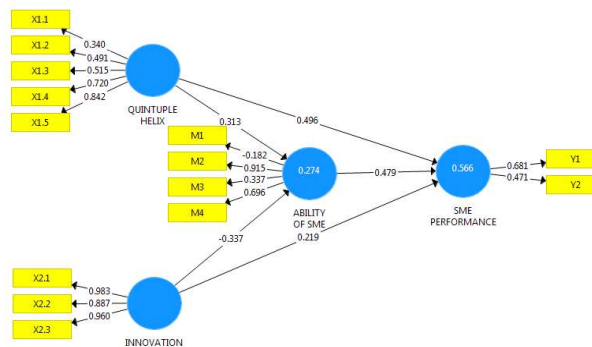 X1.1
X1.2
X1.3
X1.4
X1.5
0.340
0.491
0.515
0.720
0.842
QUINTUPLE
HELIX
0.313
0.496
M1
M2
M3
M4
-0.182
0.915
0.337
0.696
0.274
ABILITY
OF SME
0.479
0.566
SME
PERFORMANCE
0.681
0.471
Y1
Y2
-0.337
0.219
X2.1
X2.2
X2.3
0.983
0.887
0.960
INNOVATION